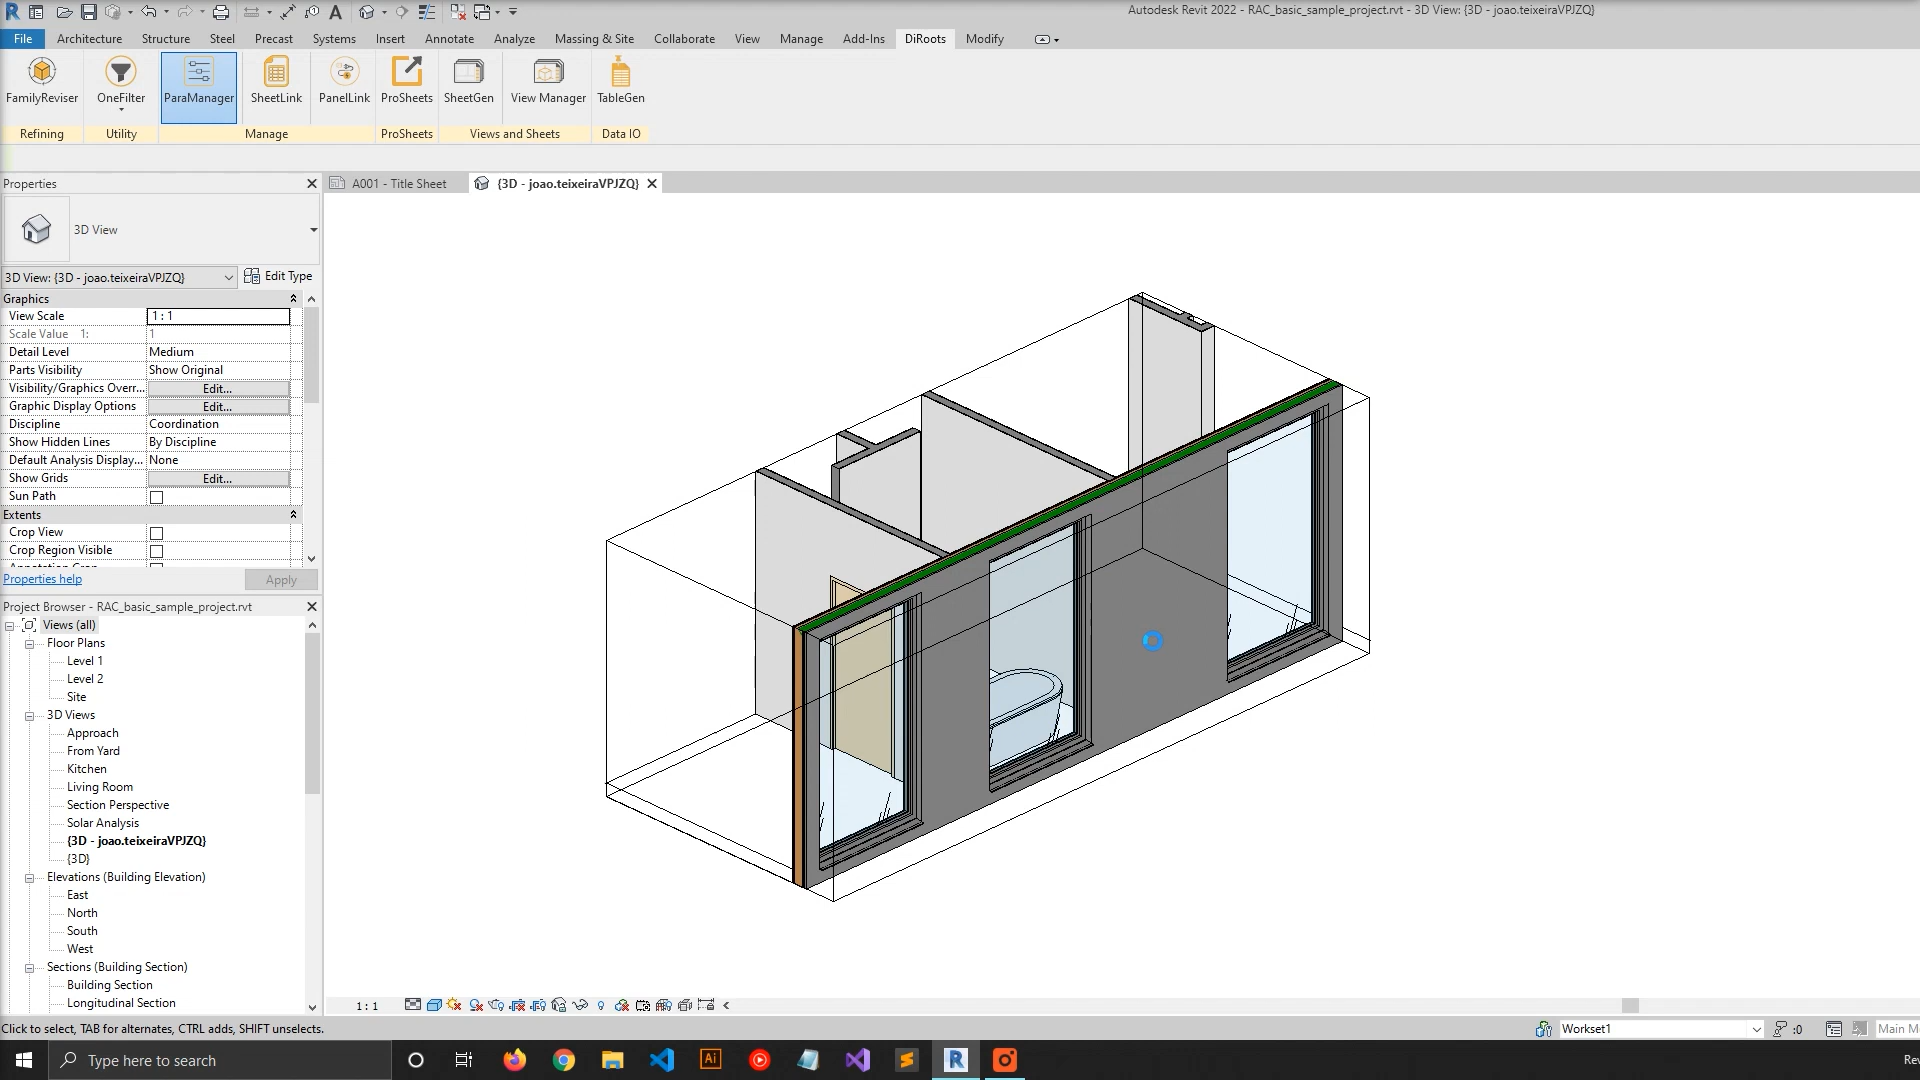 Autodesk Revit 2022 - RAC_basic_sample_project.rvt - 3D View: {3D - joao.teixeiraVPJZQ}
File Architecture Structure Steel Precast Systems Insert Annotate Analyze Massing & Site Collaborate View Manage Add-Ins DiRoots Modify
FamilyReviser OneFilter ParaManager SheetLink PanelLink ProSheets SheetGen View Manager TableGen
Refining Utility Manage ProSheets Views and Sheets Data IO
Properties
A001 - Title Sheet
{3D - joao.teixeiraVPJZQ}
3D View
3D View: {3D - joao.teixeiraVPJZQ} Edit Type
Graphics
View Scale 1 : 1
Scale Value 1: 1
Detail Level Medium
Parts Visibility Show Original
Visibility/Graphics Overr... Edit...
Graphic Display Options Edit...
Discipline Coordination
Show Hidden Lines By Discipline
Default Analysis Display... None
Show Grids Edit...
Sun Path
Extents
Crop View
Crop Region Visible
Properties help Apply
Project Browser - RAC_basic_sample_project.rvt
Views (all)
Floor Plans
Level 1
Level 2
Site
3D Views
Approach
From Yard
Kitchen
Living Room
Section Perspective
Solar Analysis
{3D - joao.teixeiraVPJZQ}
{3D}
Elevations (Building Elevation)
East
North
South
West
Sections (Building Section)
Building Section
Longitudinal Section
1 : 1
Click to select, TAB for alternates, CTRL adds, SHIFT unselects.
Workset1
:0
Main M
Type here to search
Ai
Rev